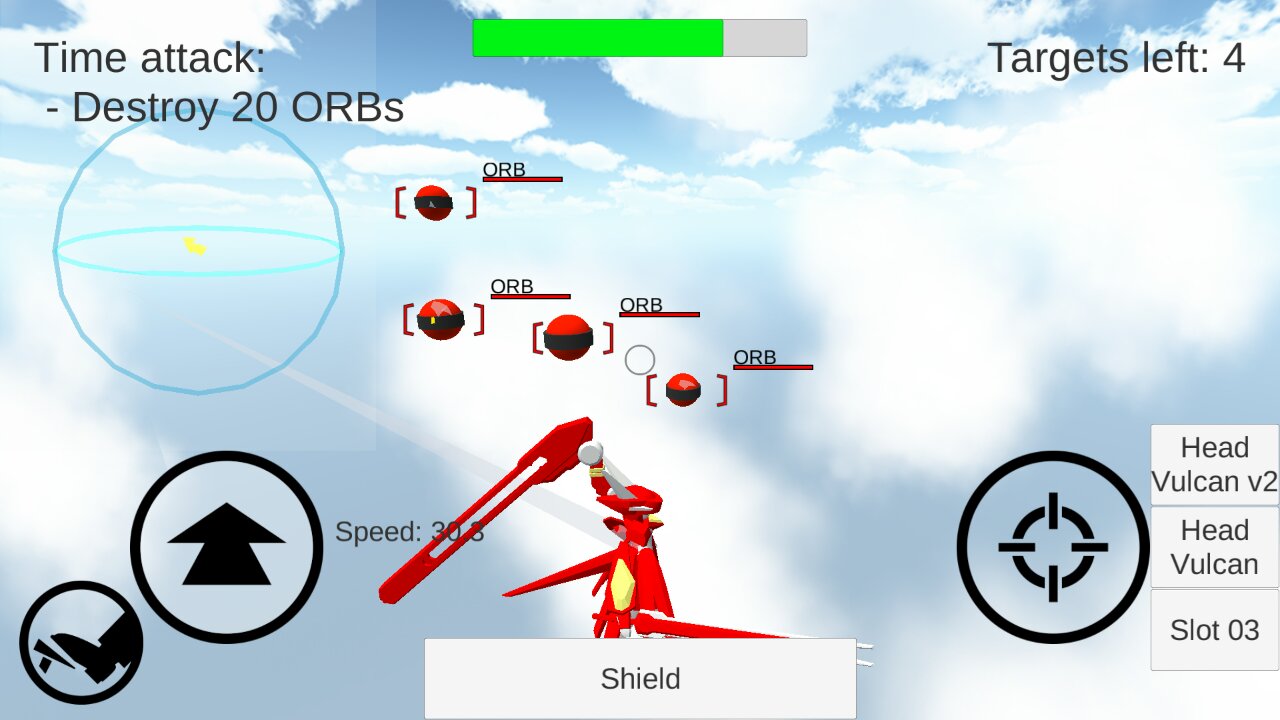 Time attack:
- Destroy 20 ORBs
Targets left: 4
ORB
ORB
ORB
ORB
Speed: 30.3
Head
Vulcan v2
Head
Vulcan
Slot 03
Shield